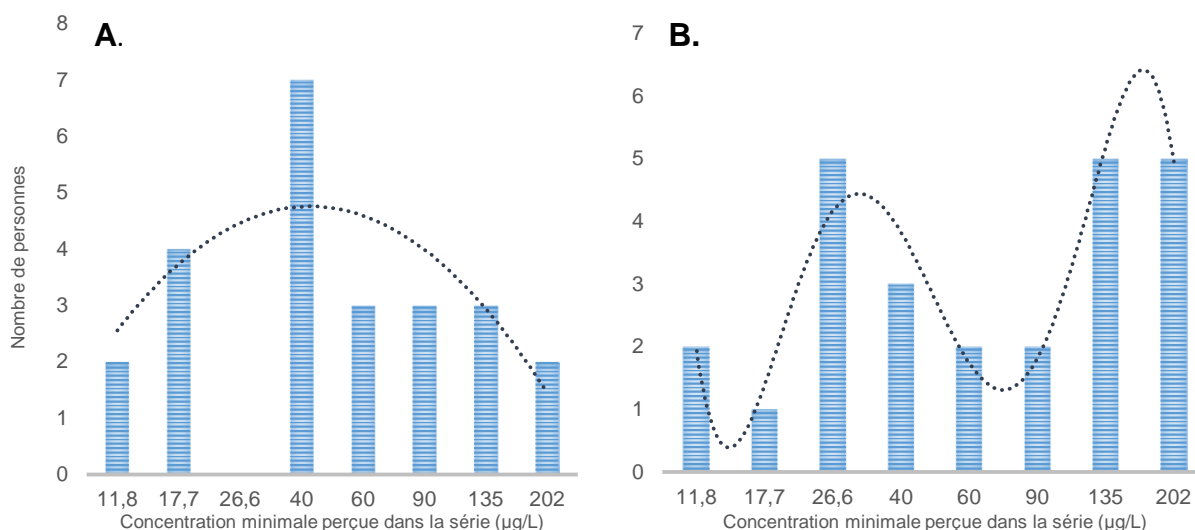 A.
8
7
6
5
4
3
2
1
0
Nombre de personnes
11,8 17,7 26,6 40 60 90 135 202
Concentration minimale perçue dans la série (µg/L)
B.
7
6
5
4
3
2
1
0
11,8 17,7 26,6 40 60 90 135 202
Concentration minimale perçue dans la série (µg/L)